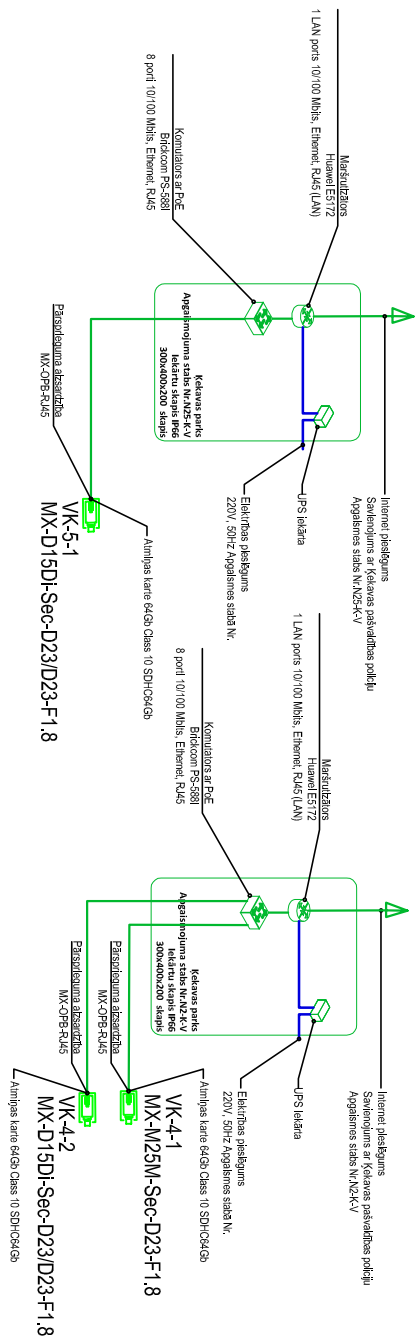 1 LAN ports 10/100 Mbits, Ethernet, RJ45 (LAN)
Huawei E5172
Maršrutizātors
8 porti 10/100 Mbits, Ethernet, RJ45
Brickcom PS-588I
Komutators ar PoE
Internet pieslēgums
Savienojums ar Ķekavas pašvaldības policiju
Apgaismes stabs Nr.N25-K-V
UPS iekārta
Elektrības pieslēgums
220V, 50Hz Apgaismes stabā Nr.
Ķekavas parks
Apgaismojuma stabs Nr.N25-K-V
Iekārtu skapis IP66
300x400x200 skapis
Pārsprieguma aizsardzība
MX-OPB-RJ45
Atmiņas karte 64Gb Class 10 SDHC64Gb
VK-5-1
MX-D15Di-Sec-D23/D23-F1.8
Maršrutizātors
Huawei E5172
1 LAN ports 10/100 Mbits, Ethernet, RJ45 (LAN)
Komutators ar PoE
Brickcom PS-588I
8 porti 10/100 Mbits, Ethernet, RJ45
Internet pieslēgums
Savienojums ar Ķekavas pašvaldības policiju
Apgaismes stabs Nr.N2-K-V
UPS iekārta
Elektrības pieslēgums
220V, 50Hz Apgaismes stabā Nr.
Ķekavas parks
Apgaismojuma stabs Nr.N2-K-V
Iekārtu skapis IP66
300x400x200 skapis
Pārsprieguma aizsardzība
MX-OPB-RJ45
Atmiņas karte 64Gb Class 10 SDHC64Gb
VK-4-1
MX-M25M-Sec-D23-F1.8
Pārsprieguma aizsardzība
MX-OPB-RJ45
VK-4-2
MX-D15Di-Sec-D23/D23-F1.8
Atmiņas karte 64Gb Class 10 SDHC64Gb